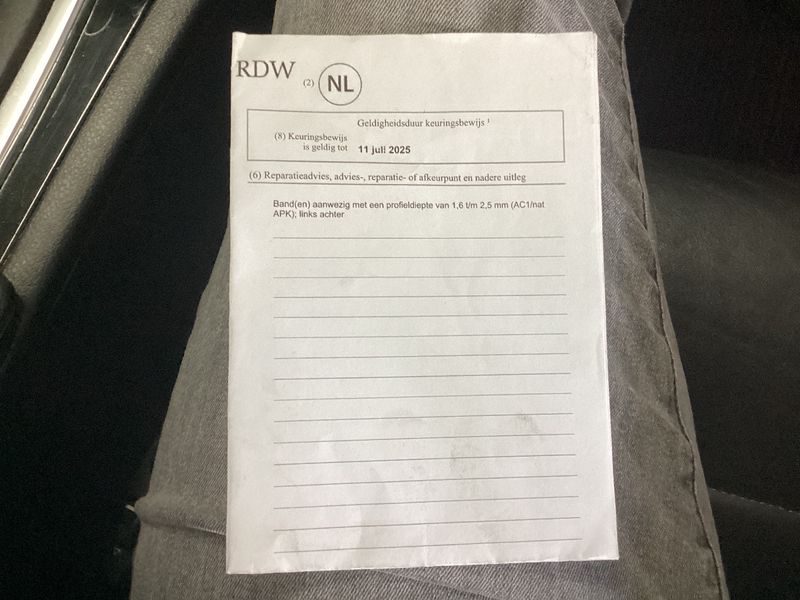 RDW (2) NL
Geldigheidsduur keuringsbewijs ¹
(8) Keuringsbewijs
is geldig tot 11 juli 2025
(6) Reparatieadvies, advies-, reparatie- of afkeurpunt en nadere uitleg
Band(en) aanwezig met een profieldiepte van 1,6 t/m 2,5 mm (AC1/nat
APK); links achter